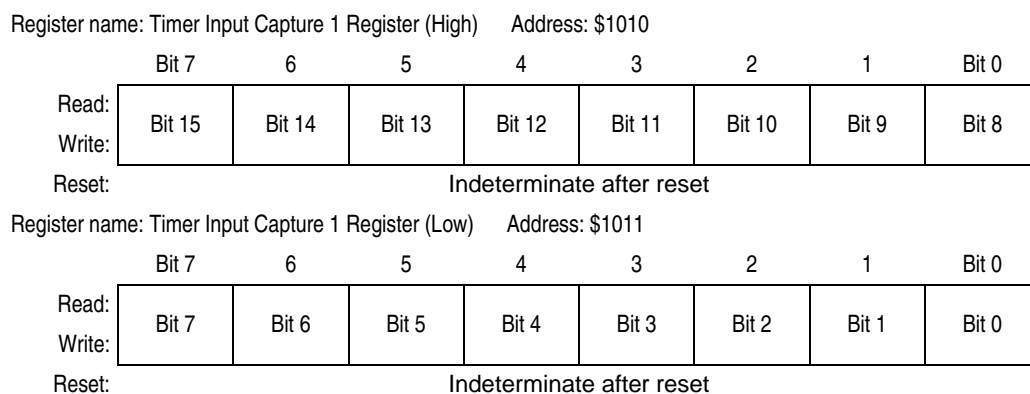 Register name: Timer Input Capture 1 Register (High) Address: $1010
Bit 7 6 5 4 3 2 1 Bit 0
Read:
Bit 15 Bit 14 Bit 13 Bit 12 Bit 11 Bit 10 Bit 9 Bit 8
Write:
Reset: Indeterminate after reset
Register name: Timer Input Capture 1 Register (Low) Address: $1011
Bit 7 6 5 4 3 2 1 Bit 0
Read:
Bit 7 Bit 6 Bit 5 Bit 4 Bit 3 Bit 2 Bit 1 Bit 0
Write:
Reset: Indeterminate after reset